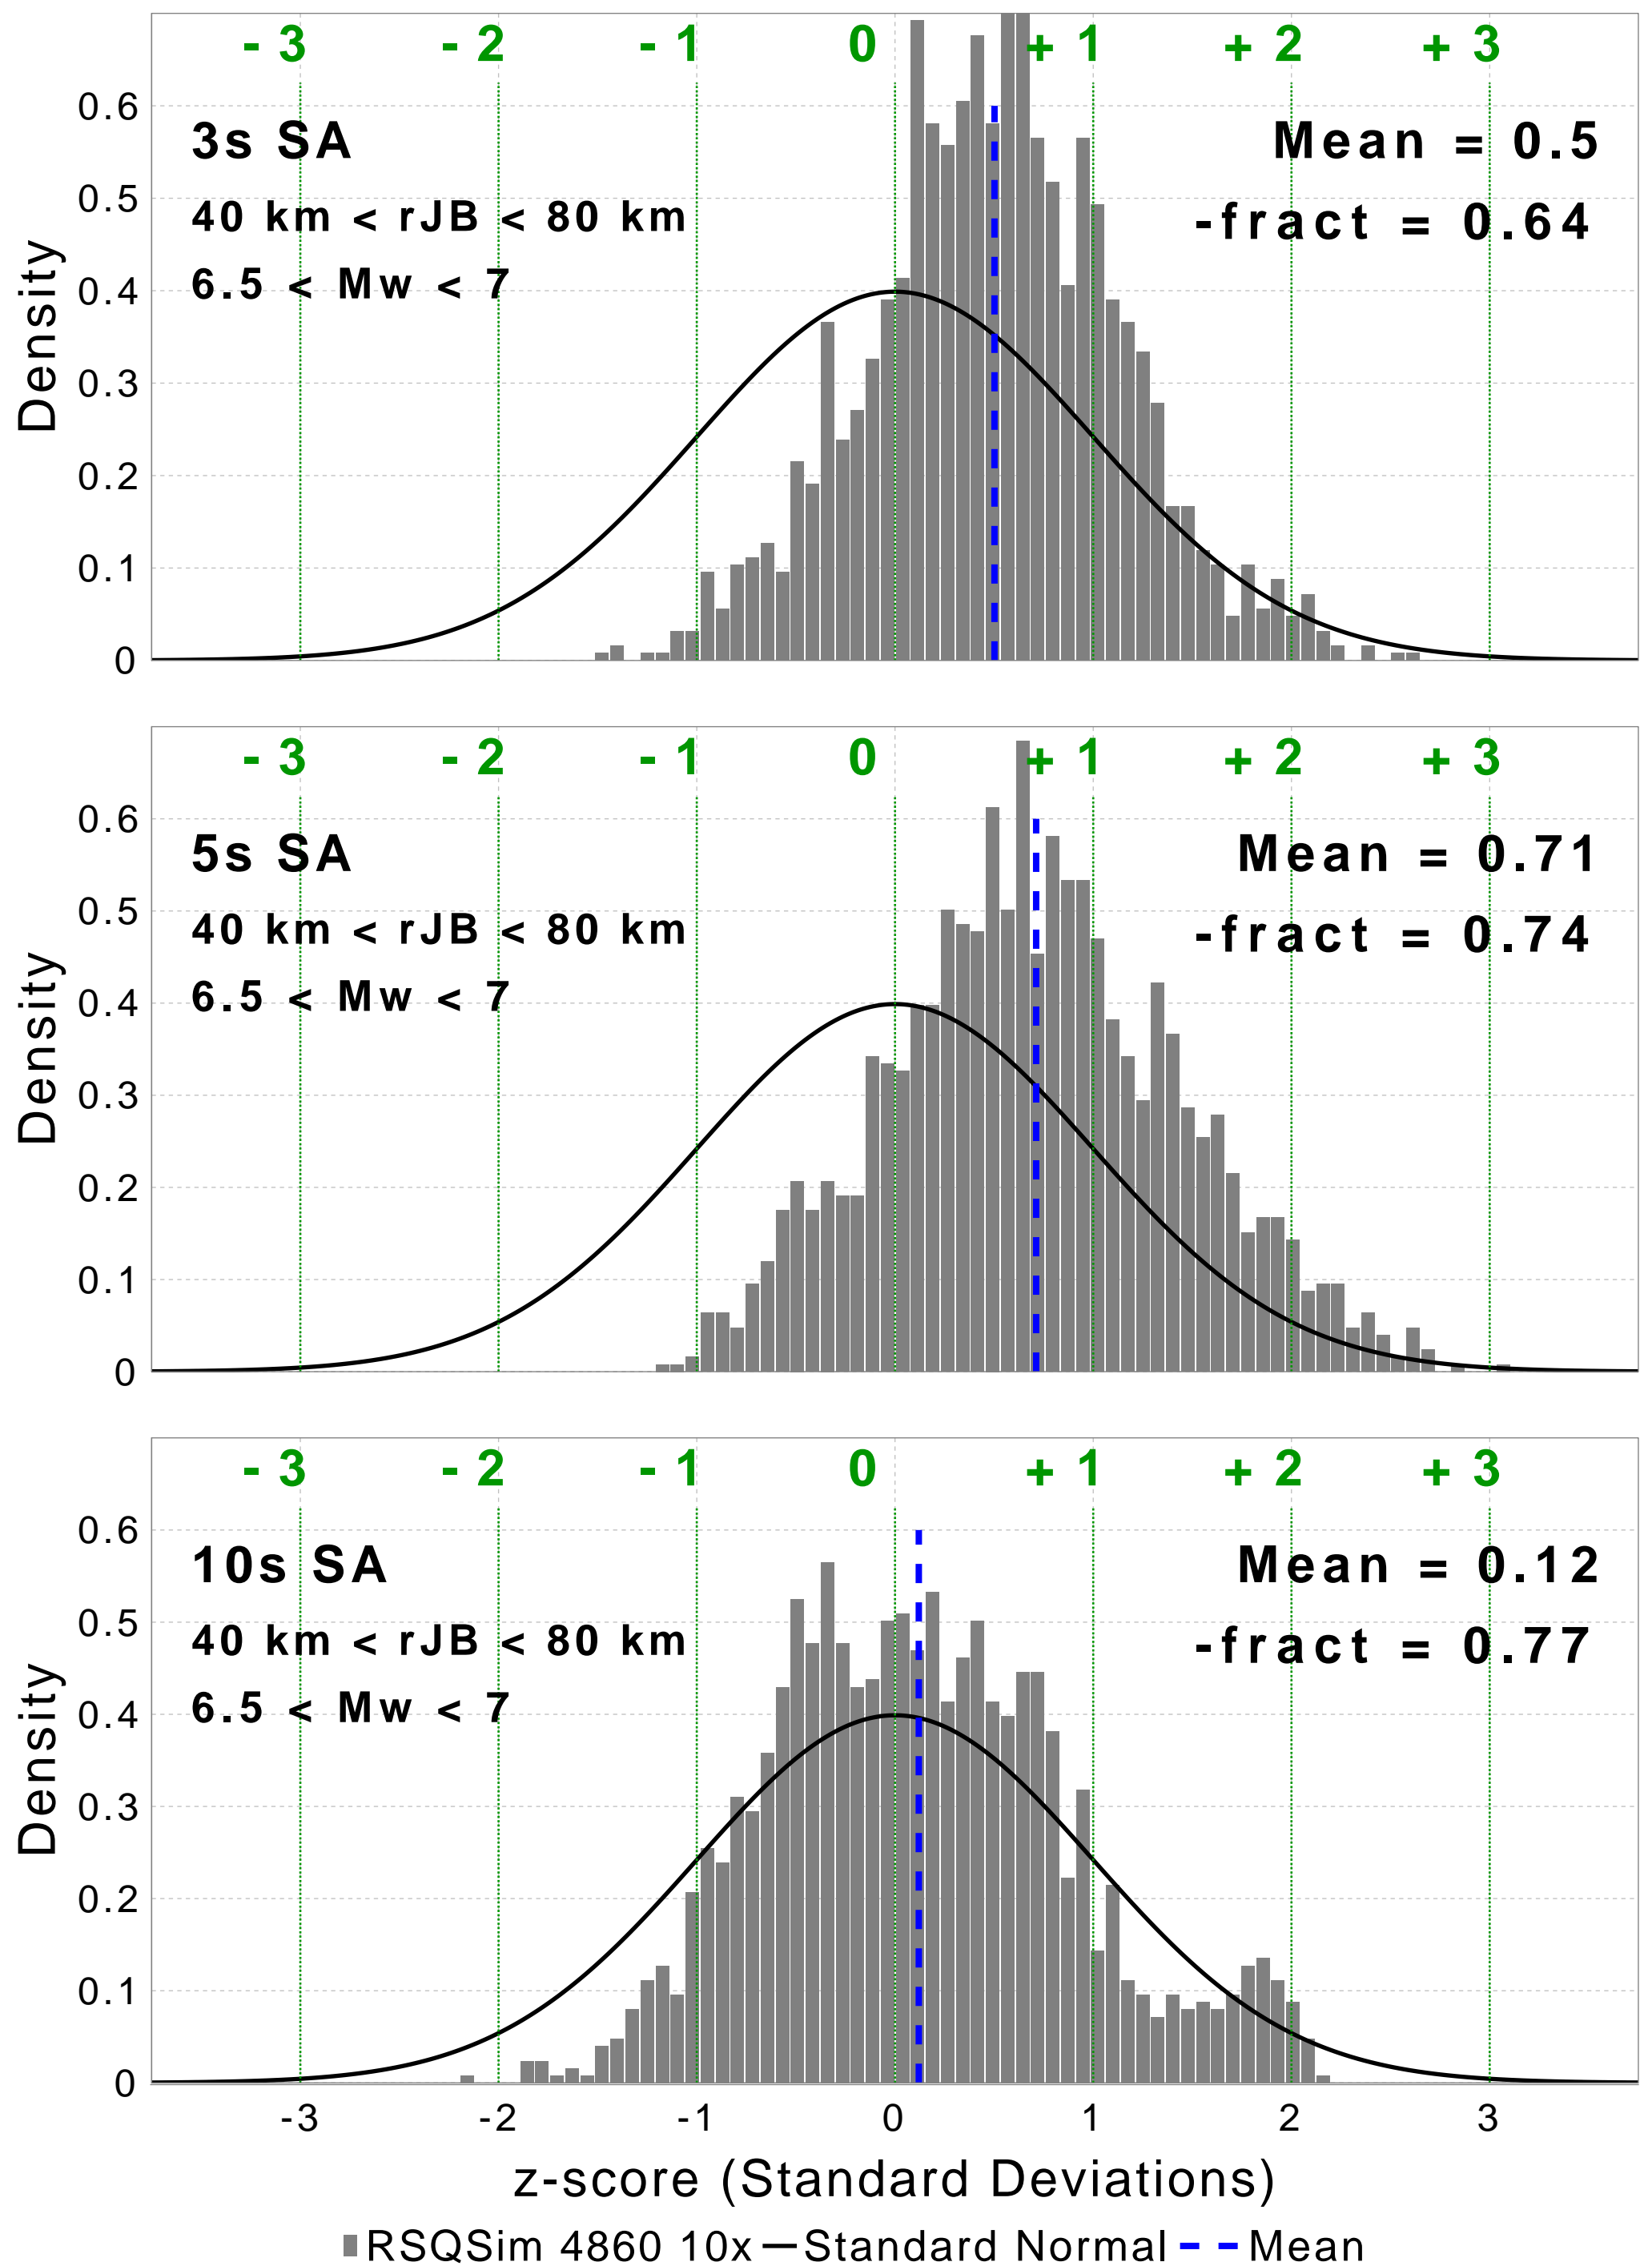 - 3 - 2 - 1 0 + 1 + 2 + 3
0.6
3s SA
Mean = 0.5
0.5
40 km < rJB < 80 km
-fract = 0.64
0.4
6.5 < Mw < 7
0.3
0.2
0.1
0
Density
- 3 - 2 - 1 0 + 1 + 2 + 3
0.6
5s SA
Mean = 0.71
0.5
40 km < rJB < 80 km
-fract = 0.74
0.4
6.5 < Mw < 7
0.3
0.2
0.1
0
Density
- 3 - 2 - 1 0 + 1 + 2 + 3
0.6
10s SA
Mean = 0.12
0.5
40 km < rJB < 80 km
-fract = 0.77
0.4
6.5 < Mw < 7
0.3
0.2
0.1
0
Density
-3 -2 -1 0 1 2 3
z-score (Standard Deviations)
RSQSim 4860 10x Standard Normal Mean